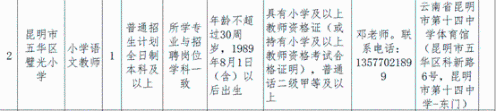 2
昆明市
五华区
璧光小
学
小学语
文教师
1
普通招
生计划
全日制
本科及
以上
所学专
业与招
聘岗位
学科一
致
年龄不超
过30周
岁，1989
年8月1日
（含）以
后出生
具有小学及以上
教师资格证（或
持有小学及以上
教师资格考试合
格证明），普通
话二级甲等及以
上
邓老师。联
系电话：
1357702189
9
云南省昆明
市第十四中
学体育馆
（昆明市五
华区科新路
6号，昆明
市第十四中
学-东门）